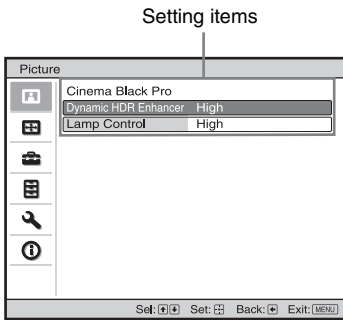 Setting items
Picture
Cinema Black Pro
Dynamic HDR Enhancer High
Lamp Control High
Sel: Set: Back: Exit: MENU